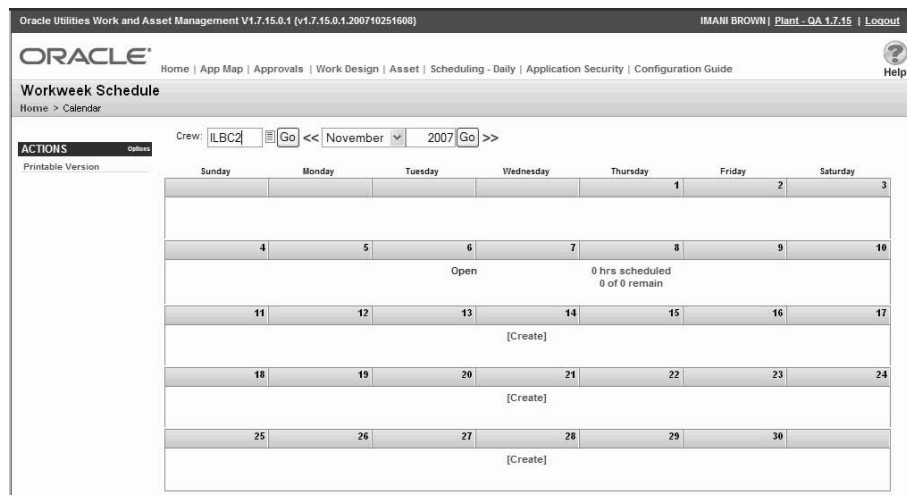 Oracle Utilities Work and Asset Management V1.7.15.0.1 (v1.7.15.0.1.200710251608) IMANI BROWN | Plant - QA 1.7.15 | Logout
ORACLE® Home | App Map | Approvals | Work Design | Asset | Scheduling - Daily | Application Security | Configuration Guide ? Help
Workweek Schedule
Home > Calendar
Crew: ILBC2 Go << November 2007 Go >>
ACTIONS Options
Printable Version
Sunday Monday Tuesday Wednesday Thursday Friday Saturday
1 2 3
4 5 6 7 8 9 10
Open 0 hrs scheduled
0 of 0 remain
11 12 13 14 15 16 17
[Create]
18 19 20 21 22 23 24
[Create]
25 26 27 28 29 30
[Create]